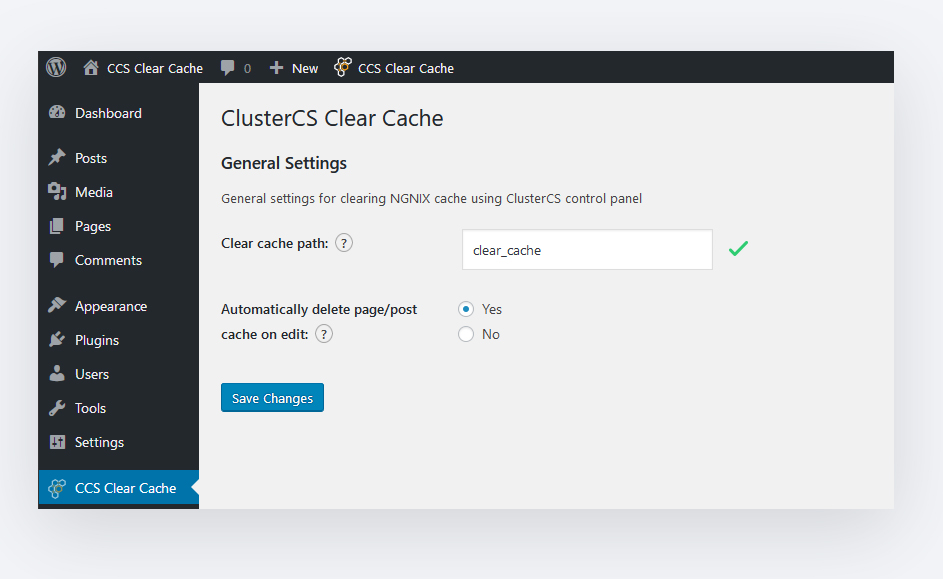 CCS Clear Cache 0 New CCS Clear Cache
Dashboard
Posts
Media
Pages
Comments
Appearance
Plugins
Users
Tools
Settings
CCS Clear Cache
ClusterCS Clear Cache
General Settings
General settings for clearing NGNIX cache using ClusterCS control panel
Clear cache path: ? clear_cache
Automatically delete page/post Yes
cache on edit: ? No
Save Changes